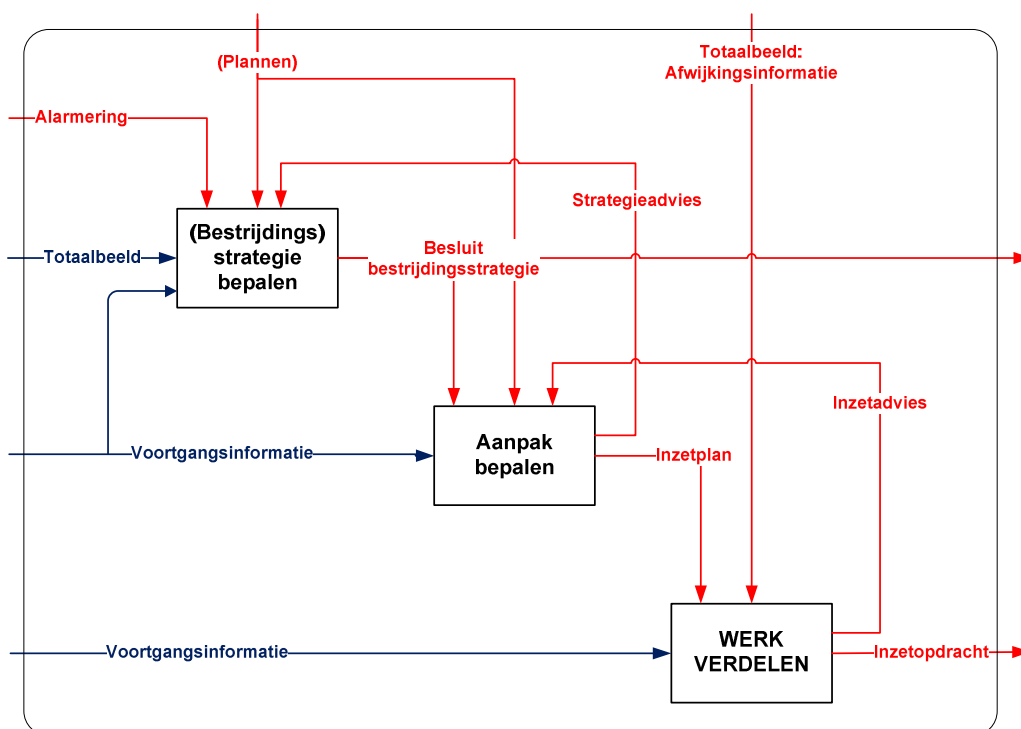 Totaalbeeld:
Afwijkingsinformatie
(Plannen)
Alarmering
Strategieadvies
(Bestrijdings)
strategie
bepalen
Totaalbeeld
Besluit
bestrijdingsstrategie
Inzetadvies
Aanpak
bepalen
Voortgangsinformatie
Inzetplan
WERK
VERDELEN
Voortgangsinformatie
Inzetopdracht